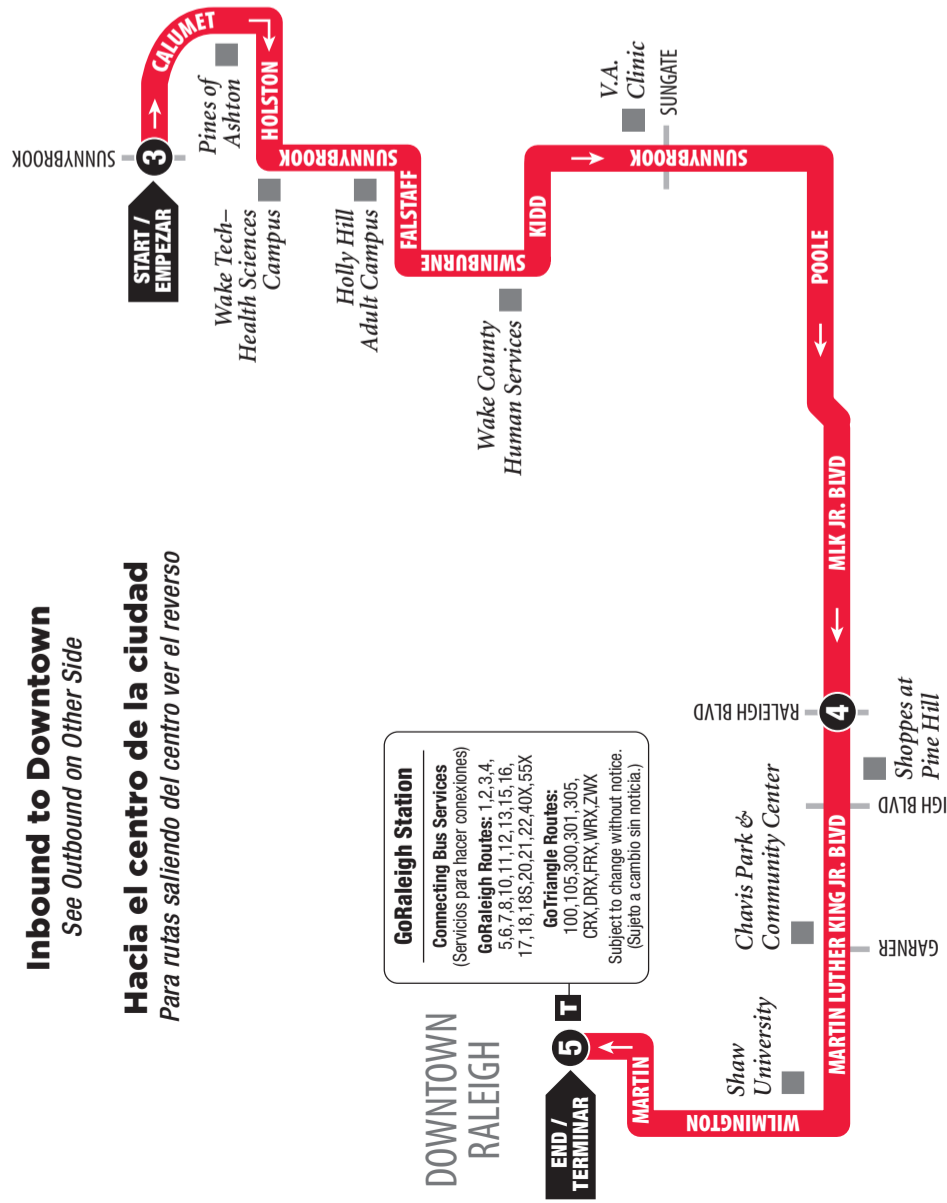 Inbound to Downtown
See Outbound on Other Side
Hacia el centro de la ciudad
Para rutas saliendo del centro ver el reverso
SUNNYBROOK
START /
EMPEZAR
3
CALUMET
Pines of
Ashton
HOLSTON
Wake Tech–
Health Sciences
Campus
SUNNYBROOK
Holly Hill
Adult Campus
FALSTAFF
SWINBURNE
Wake County
Human Services
KIDD
V.A.
Clinic
SUNGATE
SUNNYBROOK
POOLE
MLK JR. BLVD
RALEIGH BLVD
4
Shoppes at
Pine Hill
IGH BLVD
Chavis Park &
Community Center
MARTIN LUTHER KING JR. BLVD
GARNER
Shaw
University
WILMINGTON
MARTIN
END /
TERMINAR
5
T
DOWNTOWN
RALEIGH
GoRaleigh Station
Connecting Bus Services
(Servicios para hacer conexiones)
GoRaleigh Routes: 1,2,3,4,
5,6,7,8,10,11,12,13,15,16,
17,18,18S,20,21,22,40X,55X
GoTriangle Routes:
100,105,300,301,305,
CRX,DRX,FRX,WRX,ZWX
Subject to change without notice.
(Sujeto a cambio sin noticia.)